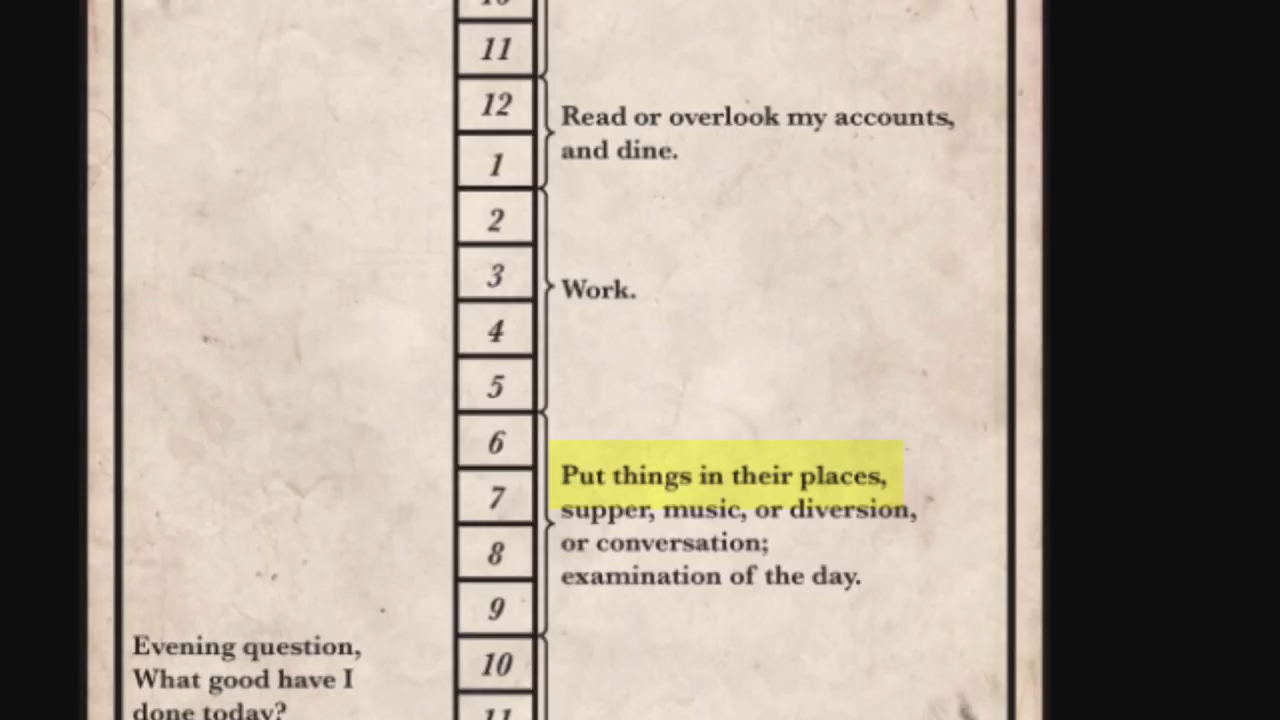 11
12
Read or overlook my accounts,
and dine.
1
2
3
Work.
4
5
6
Put things in their places,
7
supper, music, or diversion,
or conversation;
8
examination of the day.
9
Evening question,
10
What good have I
done today?
11